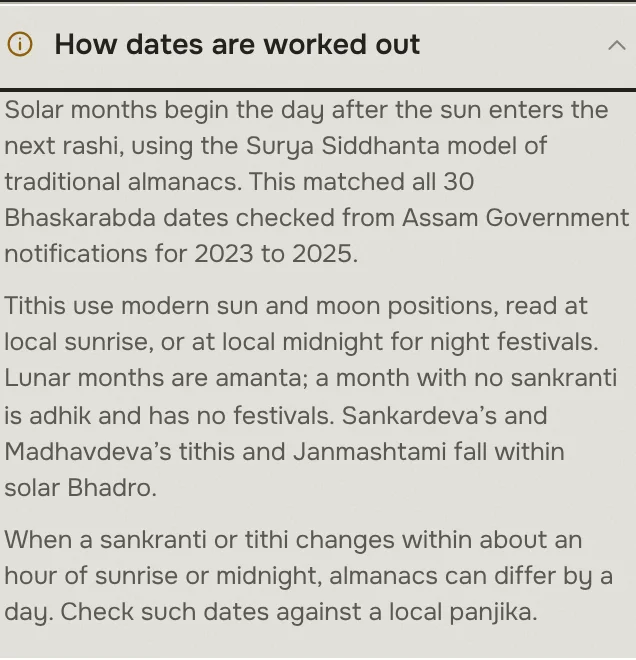 How dates are worked out
Solar months begin the day after the sun enters the
next rashi, using the Surya Siddhanta model of
traditional almanacs. This matched all 30
Bhaskarabda dates checked from Assam Government
notifications for 2023 to 2025.
Tithis use modern sun and moon positions, read at
local sunrise, or at local midnight for night festivals.
Lunar months are amanta; a month with no sankranti
is adhik and has no festivals. Sankardeva’s and
Madhavdeva’s tithis and Janmashtami fall within
solar Bhadro.
When a sankranti or tithi changes within about an
hour of sunrise or midnight, almanacs can differ by a
day. Check such dates against a local panjika.